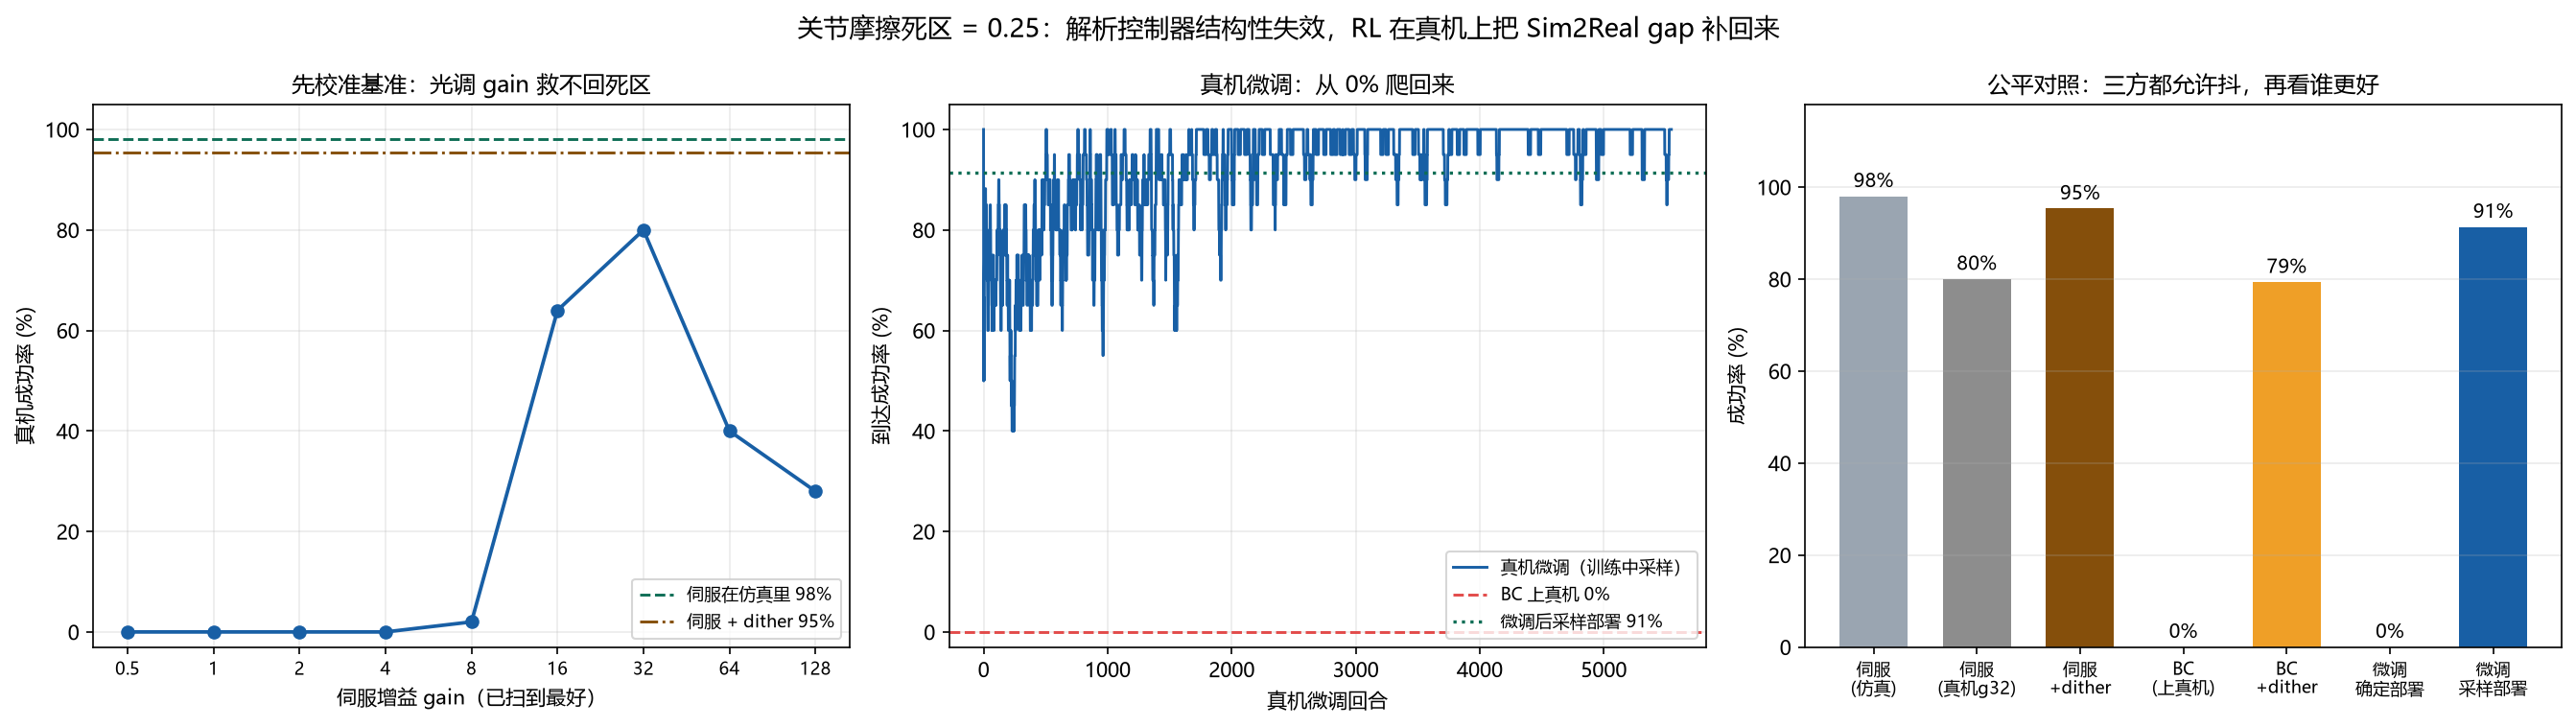 关节摩擦死区 = 0.25：解析控制器结构性失效，RL 在真机上把 Sim2Real gap 补回来
先校准基准：光调 gain 救不回死区
真机成功率 (%)
100
80
60
40
20
0
0.5
1
2
4
8
16
32
64
128
伺服增益 gain（已扫到最好）
伺服在仿真里 98%
伺服 + dither 95%
真机微调：从 0% 爬回来
到达成功率 (%)
100
80
60
40
20
0
0
1000
2000
3000
4000
5000
真机微调回合
真机微调（训练中采样）
BC 上真机 0%
微调后采样部署 91%
公平对照：三方都允许抖，再看谁更好
成功率 (%)
100
80
60
40
20
0
98%
80%
95%
0%
79%
0%
91%
伺服
(仿真)
伺服
(真机g32)
伺服
+dither
BC
(上真机)
BC
+dither
微调
确定部署
微调
采样部署